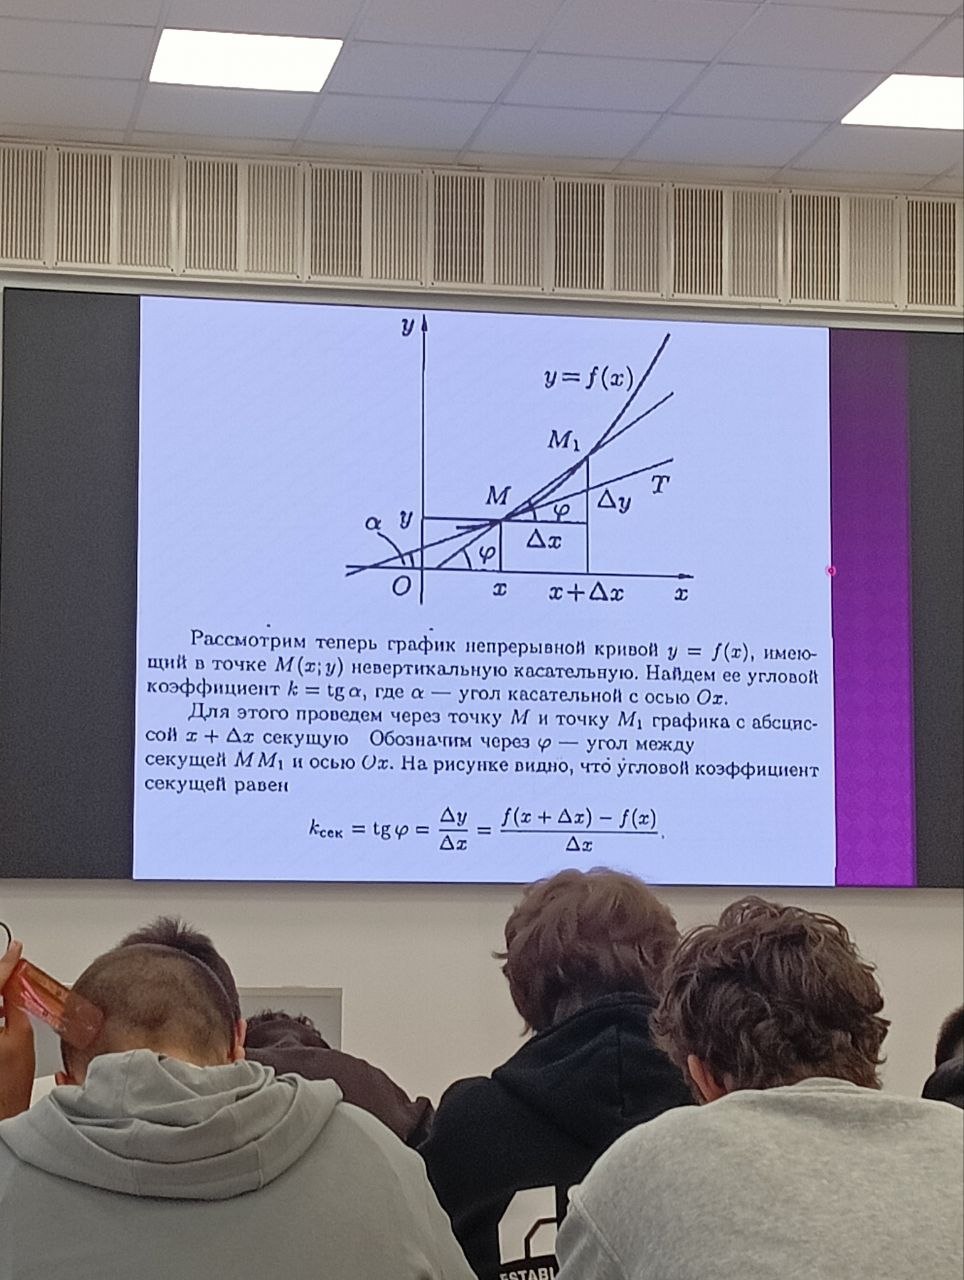 y
y = f(x)
M₁
M
T
α
y
φ
Δy
Δx
φ
O
x
x + Δx
x
Рассмотрим теперь график непрерывной кривой y = f(x), имею-
щий в точке M(x; y) невертикальную касательную. Найдем ее угловой
коэффициент k = tg α, где α — угол касательной с осью Ox.
Для этого проведем через точку M и точку M₁ графика с абсцис-
сой x + Δx секущую Обозначим через φ — угол между
секущей MM₁ и осью Ox. На рисунке видно, что угловой коэффициент
секущей равен
kсек = tg φ = Δy/Δx = (f(x + Δx) − f(x))/Δx.
ESTABL